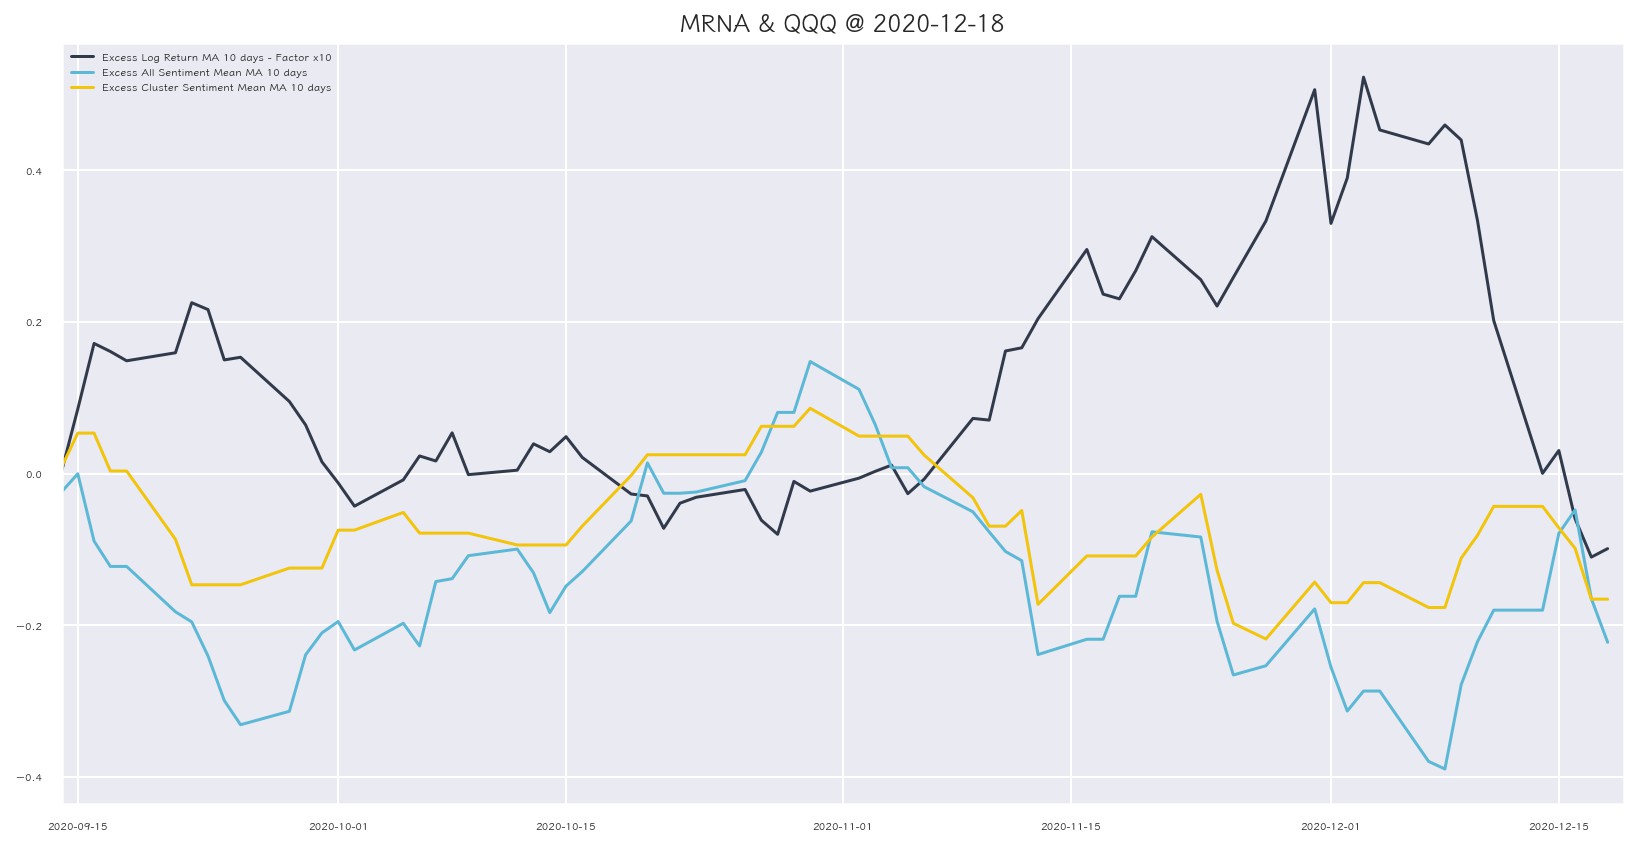 MRNA & QQQ @ 2020-12-18
Excess Log Return MA 10 days - Factor x10
Excess All Sentiment Mean MA 10 days
Excess Cluster Sentiment Mean MA 10 days
0.4
0.2
0.0
−0.2
−0.4
2020-09-15 2020-10-01 2020-10-15 2020-11-01 2020-11-15 2020-12-01 2020-12-15